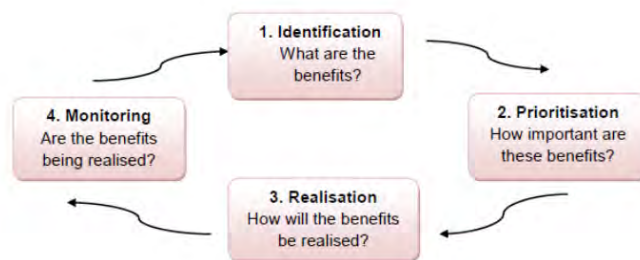 1. Identification
What are the
benefits?
2. Prioritisation
How important are
these benefits?
3. Realisation
How will the benefits
be realised?
4. Monitoring
Are the benefits
being realised?